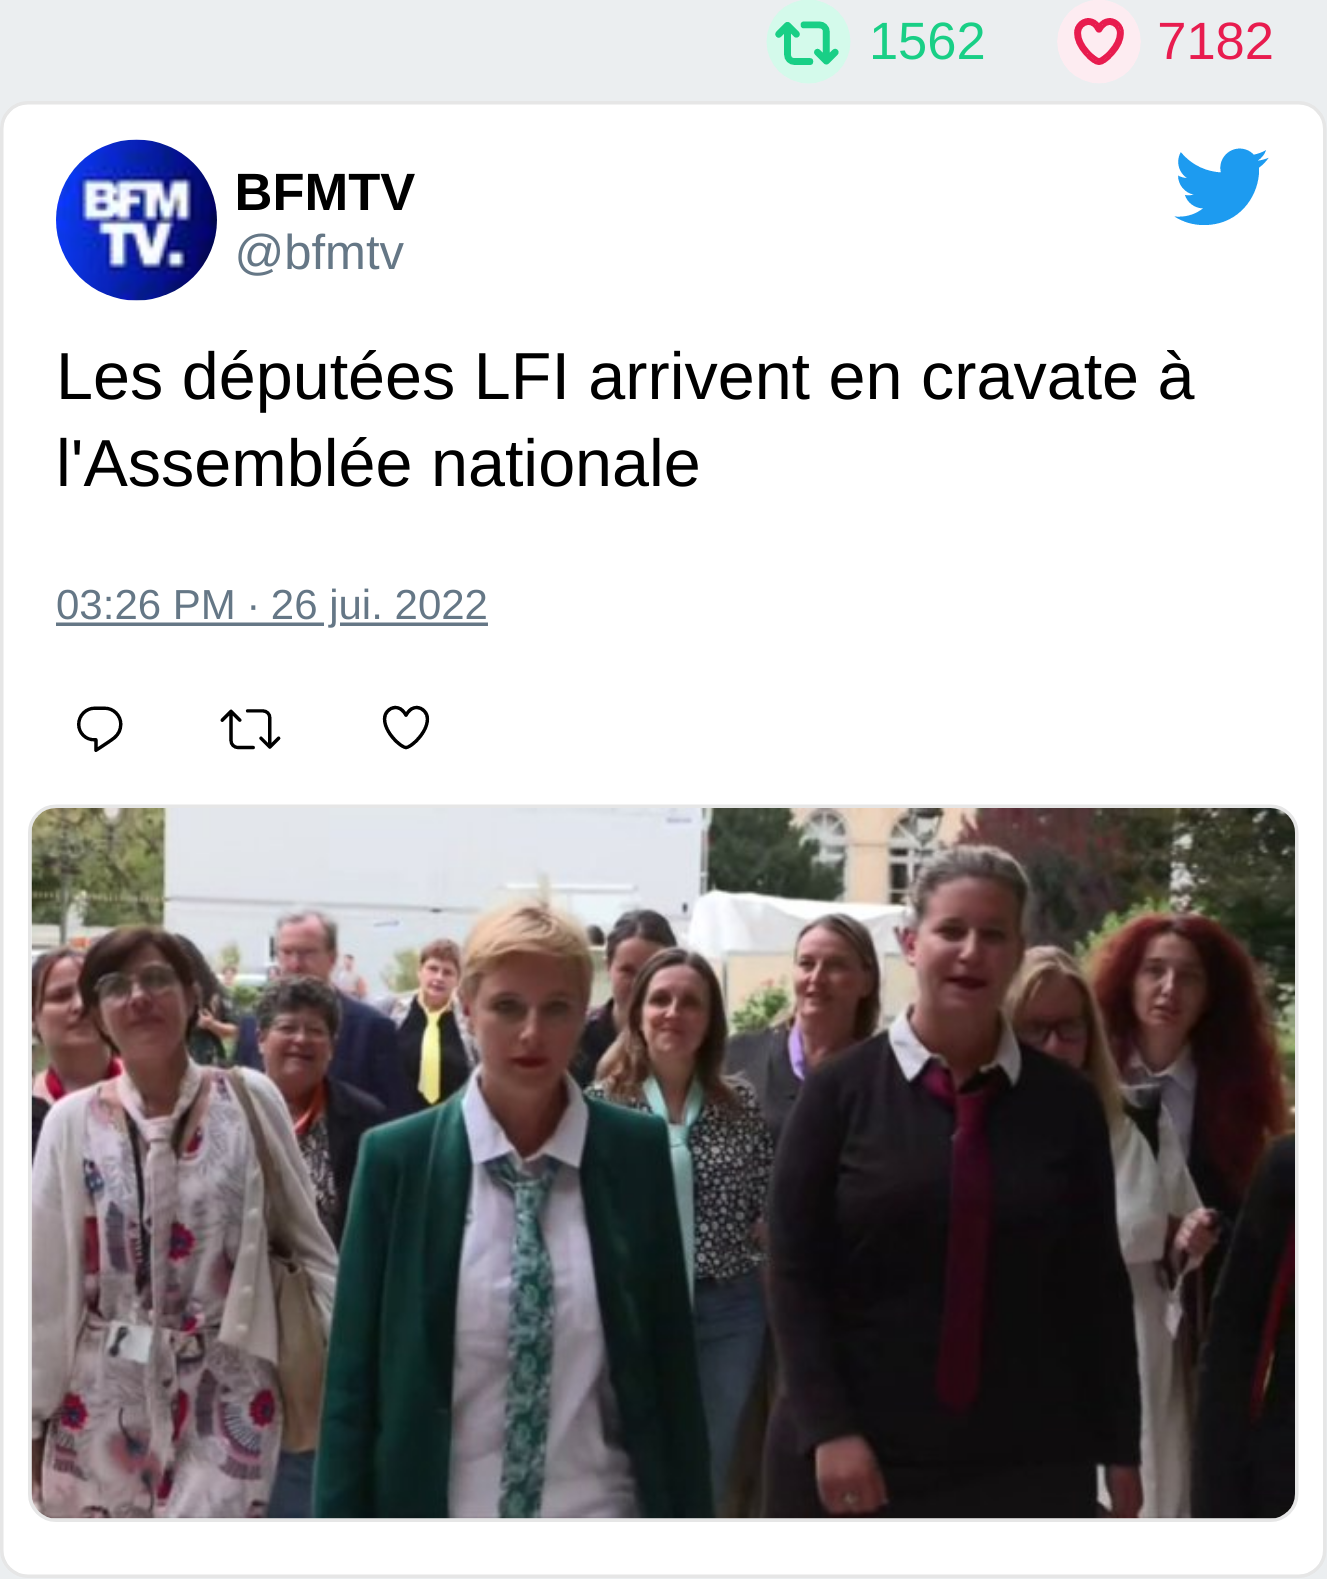 1562 7182
BFM
TV.
BFMTV
@bfmtv
Les députées LFI arrivent en cravate à
l'Assemblée nationale
03:26 PM · 26 jui. 2022